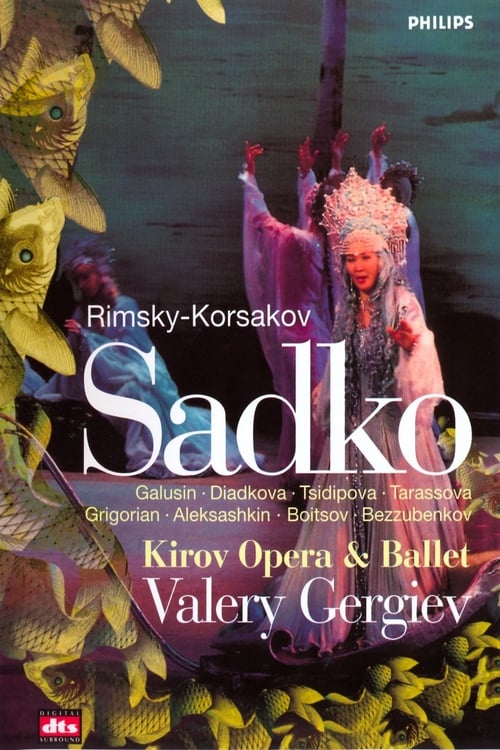 PHILIPS
Rimsky-Korsakov
Sadko
Galusin · Diadkova · Tsidipova · Tarassova
Grigorian · Aleksashkin · Boitsov · Bezzubenkov
Kirov Opera & Ballet
Valery Gergiev
DIGITAL
dts
SURROUND